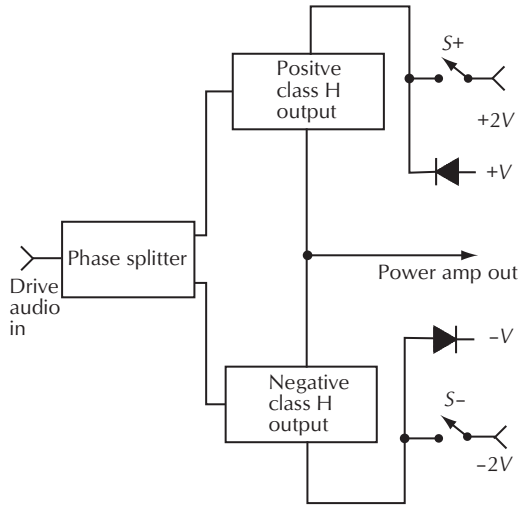 Positve
class H
output
S+
+2V
+V
Phase splitter
Drive
audio
in
Power amp out
–V
Negative
class H
output
S–
–2V